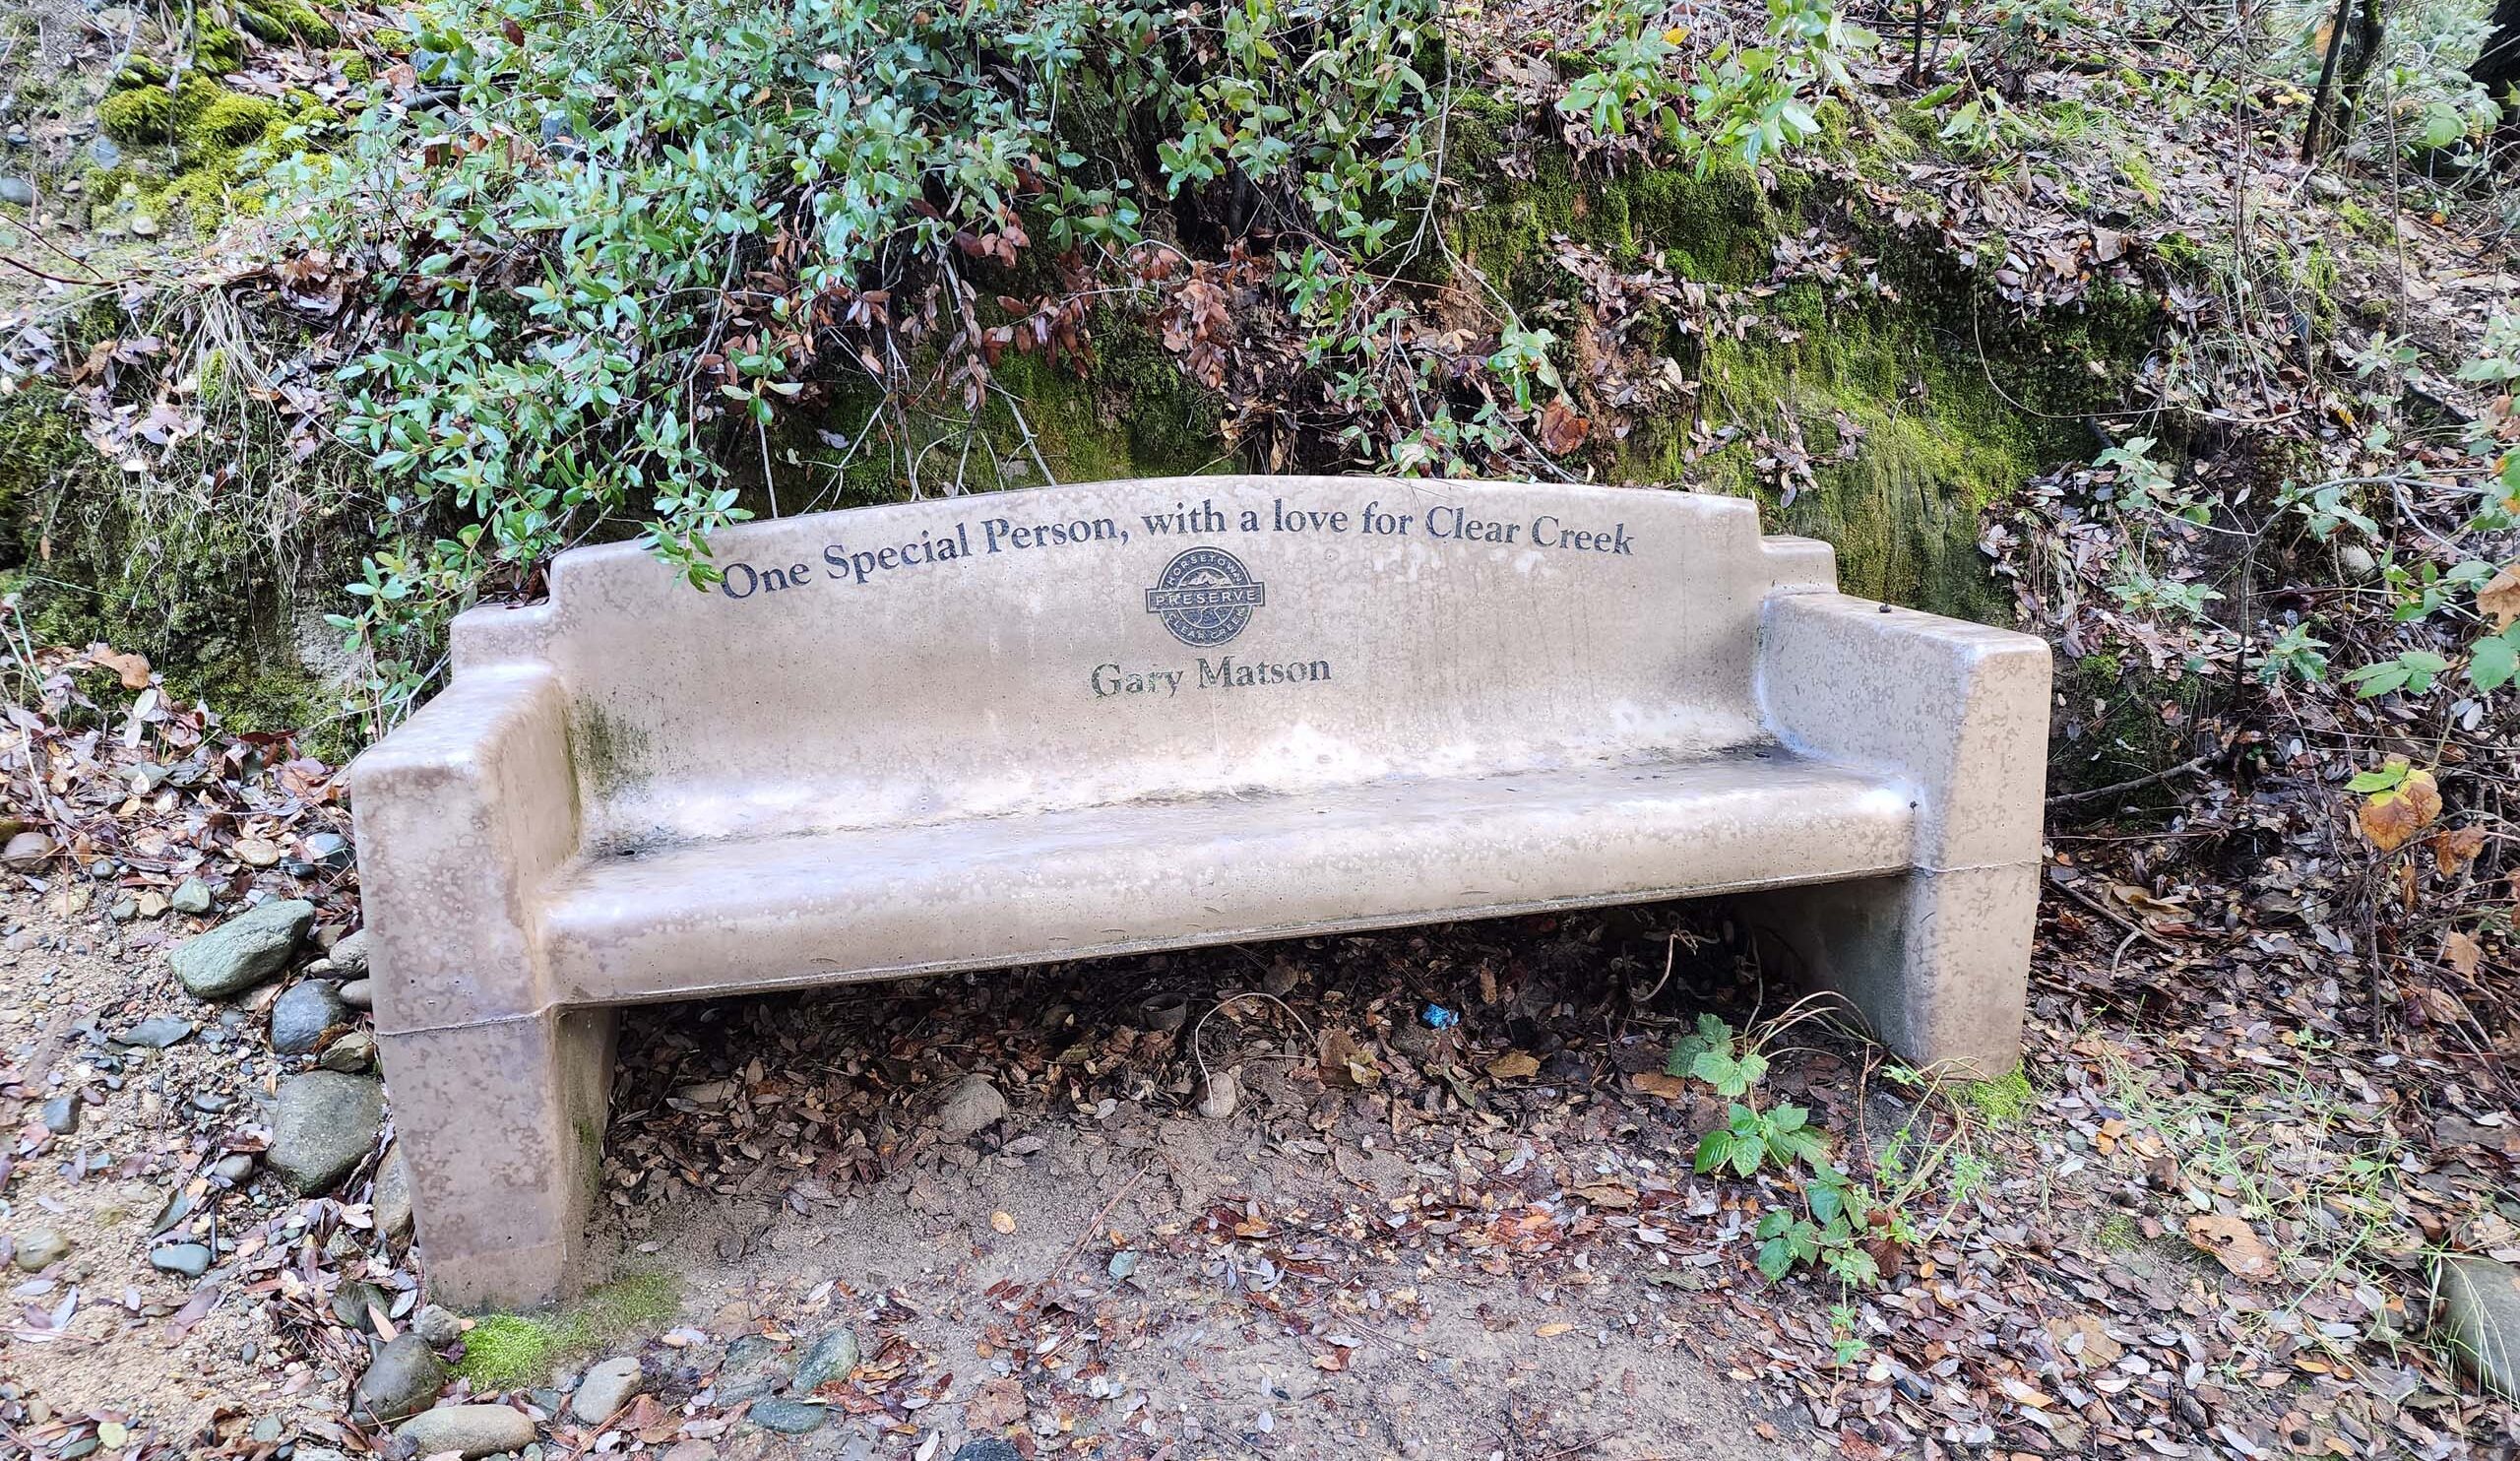 One Special Person, with a love for Clear Creek
HORSETOWN
PRESERVE
CLEAR CREEK
Gary Matson